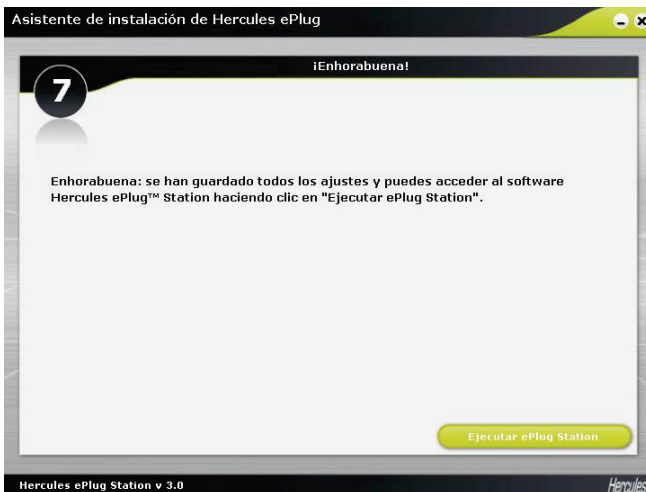 Asistente de instalación de Hercules ePlug
¡Enhorabuena!
7
Enhorabuena: se han guardado todos los ajustes y puedes acceder al software
Hercules ePlug™ Station haciendo clic en "Ejecutar ePlug Station".
Ejecutar ePlug Station
Hercules ePlug Station v 3.0
Hercules